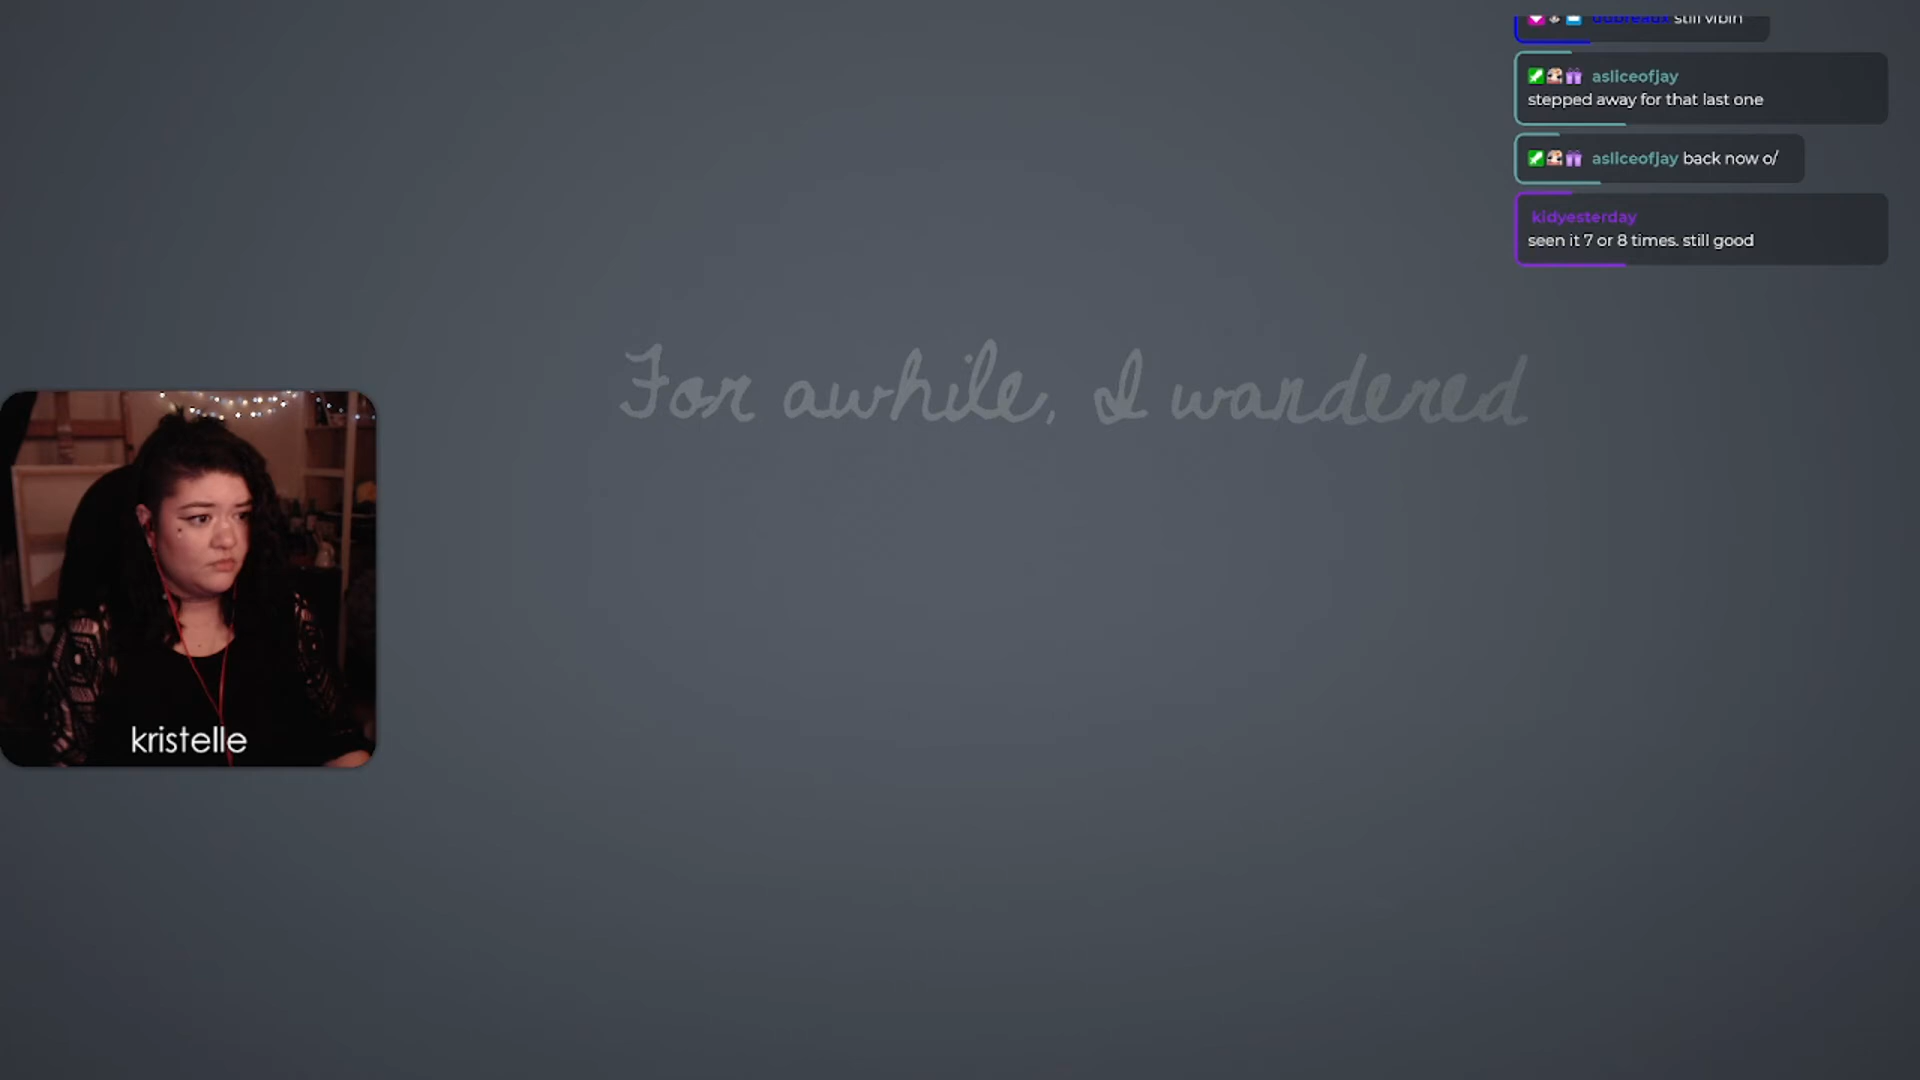 still vibin
asliceofjay
stepped away for that last one
asliceofjay back now o/
kidyesterday
seen it 7 or 8 times. still good
For awhile, I wandered
kristelle